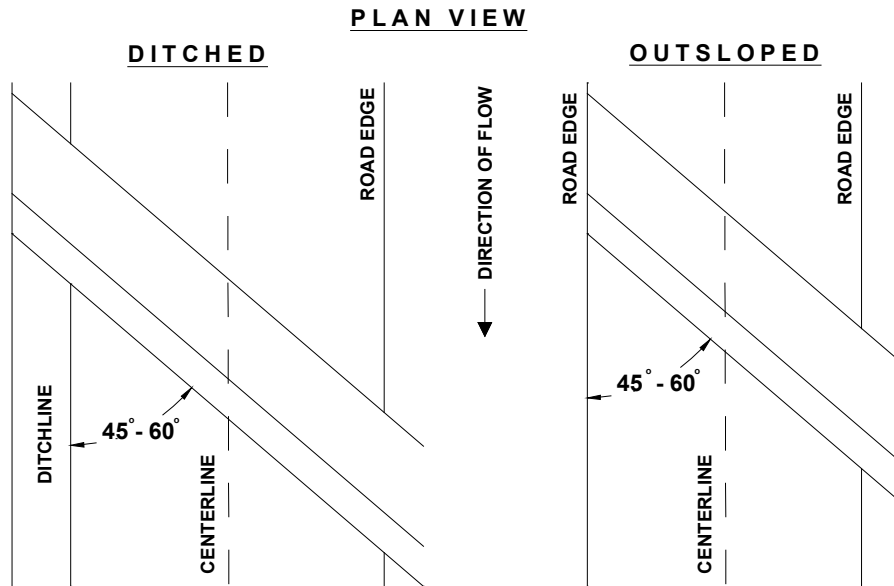 PLAN VIEW
DITCHED
OUTSLOPED
ROAD EDGE
DIRECTION OF FLOW
ROAD EDGE
ROAD EDGE
45° - 60°
DITCHLINE
CENTERLINE
45° - 60°
CENTERLINE